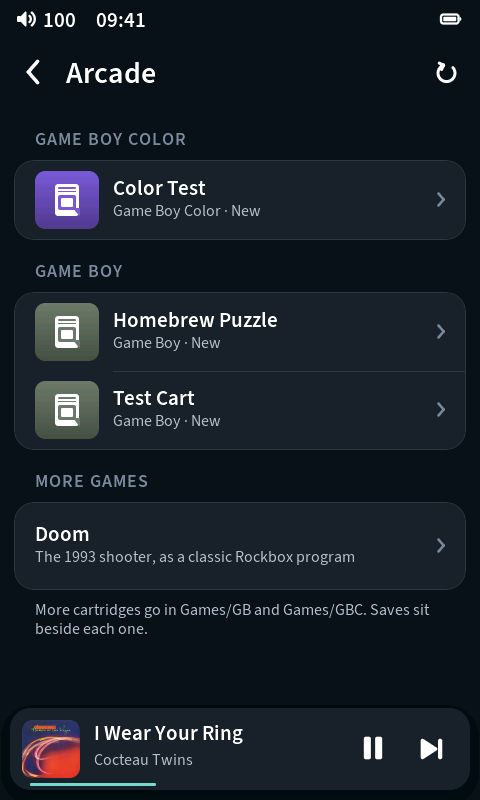 100 09:41
Arcade
GAME BOY COLOR
Color Test
Game Boy Color · New
GAME BOY
Homebrew Puzzle
Game Boy · New
Test Cart
Game Boy · New
MORE GAMES
Doom
The 1993 shooter, as a classic Rockbox program
More cartridges go in Games/GB and Games/GBC. Saves sit
beside each one.
I Wear Your Ring
Cocteau Twins